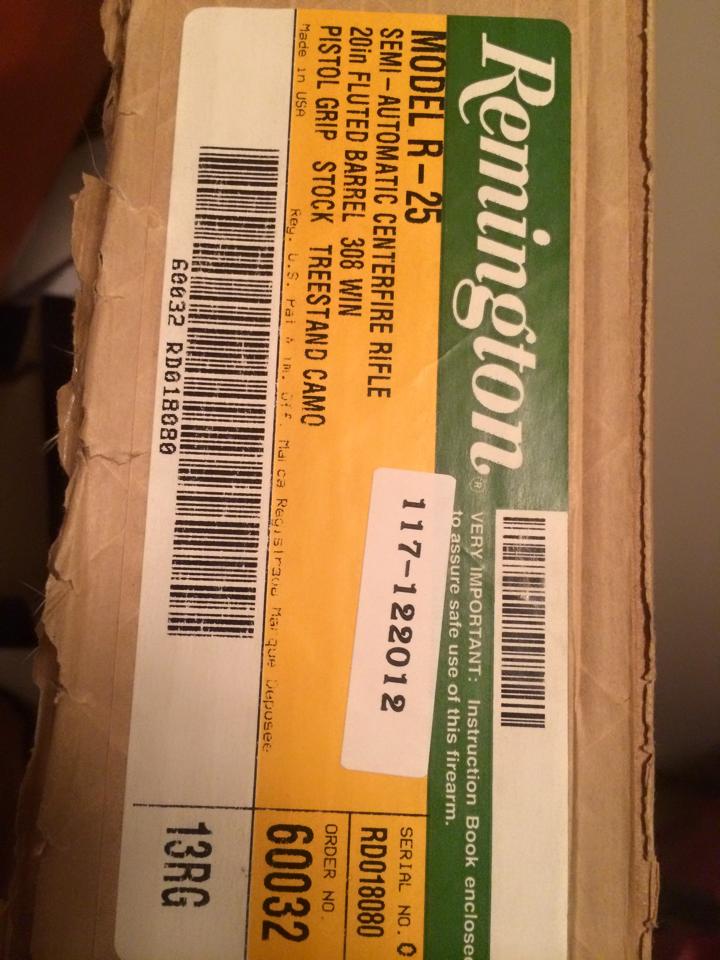 Remington®
VERY IMPORTANT: Instruction Book enclosed
to assure safe use of this firearm.
MODEL R-25
SEMI-AUTOMATIC CENTERFIRE RIFLE
20in FLUTED BARREL 308 WIN
PISTOL GRIP STOCK TREESTAND CAMO
Made in USA
Reg. U.S. Pat & Tm. Off. Marca Registrada Marque Deposee
117-122012
SERIAL NO. 0
RD018080
ORDER NO.
60032
60032 RD018080
13RG